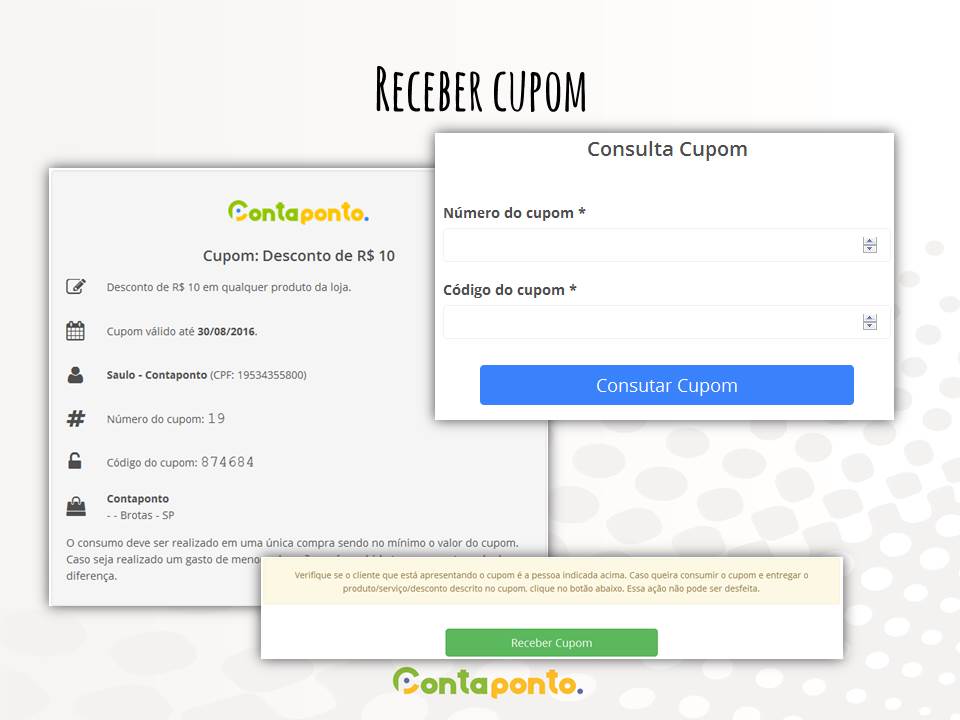 RECEBER CUPOM
Consulta Cupom
Número do cupom *
Código do cupom *
Consutar Cupom
Contaponto.
Cupom: Desconto de R$ 10
Desconto de R$ 10 em qualquer produto da loja.
Cupom válido até 30/08/2016.
Saulo - Contaponto (CPF: 19534355800)
Número do cupom: 19
Código do cupom: 874684
Contaponto
- - Brotas - SP
O consumo deve ser realizado em uma única compra sendo no mínimo o valor do cupom.
Caso seja realizado um gasto de
diferença.
Verifique se o cliente que está apresentando o cupom é a pessoa indicada acima. Caso queira consumir o cupom e entregar o
produto/serviço/desconto descrito no cupom, clique no botão abaixo. Essa ação não pode ser desfeita.
Receber Cupom
Contaponto.